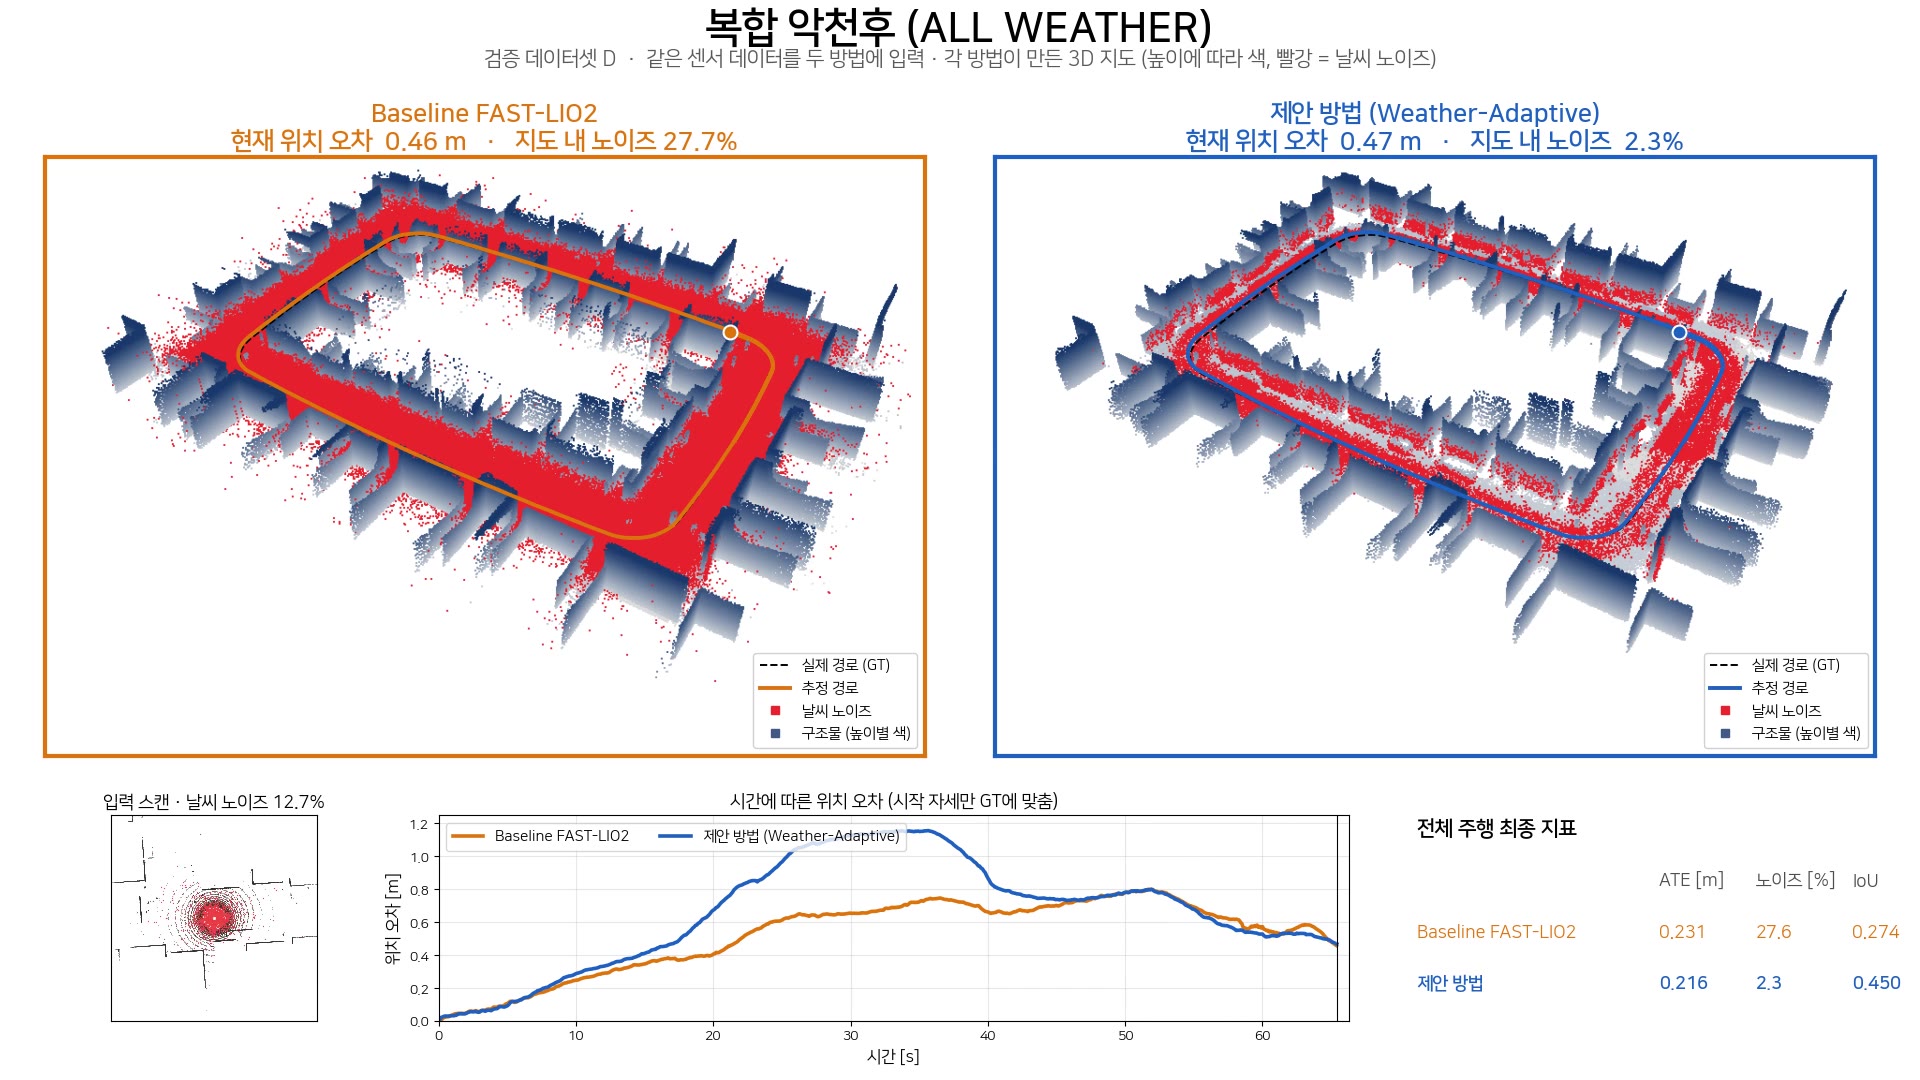 복합 악천후 (ALL WEATHER)
검증 데이터셋 D · 같은 센서 데이터를 두 방법에 입력 · 각 방법이 만든 3D 지도 (높이에 따라 색, 빨강 = 날씨 노이즈)
Baseline FAST-LIO2
현재 위치 오차 0.46 m · 지도 내 노이즈 27.7%
실제 경로 (GT)
추정 경로
날씨 노이즈
구조물 (높이별 색)
제안 방법 (Weather-Adaptive)
현재 위치 오차 0.47 m · 지도 내 노이즈 2.3%
실제 경로 (GT)
추정 경로
날씨 노이즈
구조물 (높이별 색)
입력 스캔 · 날씨 노이즈 12.7%
시간에 따른 위치 오차 (시작 자세만 GT에 맞춤)
Baseline FAST-LIO2 제안 방법 (Weather-Adaptive)
위치 오차 [m]
1.2
1.0
0.8
0.6
0.4
0.2
0.0
0 10 20 30 40 50 60
시간 [s]
전체 주행 최종 지표
ATE [m] 노이즈 [%] IoU
Baseline FAST-LIO2 0.231 27.6 0.274
제안 방법 0.216 2.3 0.450